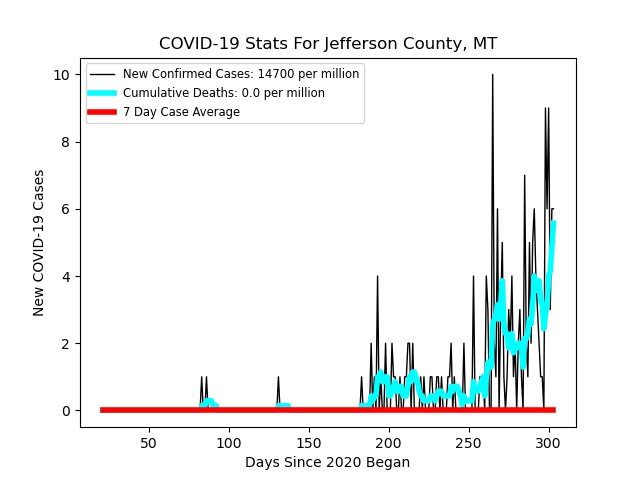 COVID-19 Stats For Jefferson County, MT
New Confirmed Cases: 14700 per million
Cumulative Deaths: 0.0 per million
7 Day Case Average
New COVID-19 Cases
10
8
6
4
2
0
50 100 150 200 250 300
Days Since 2020 Began